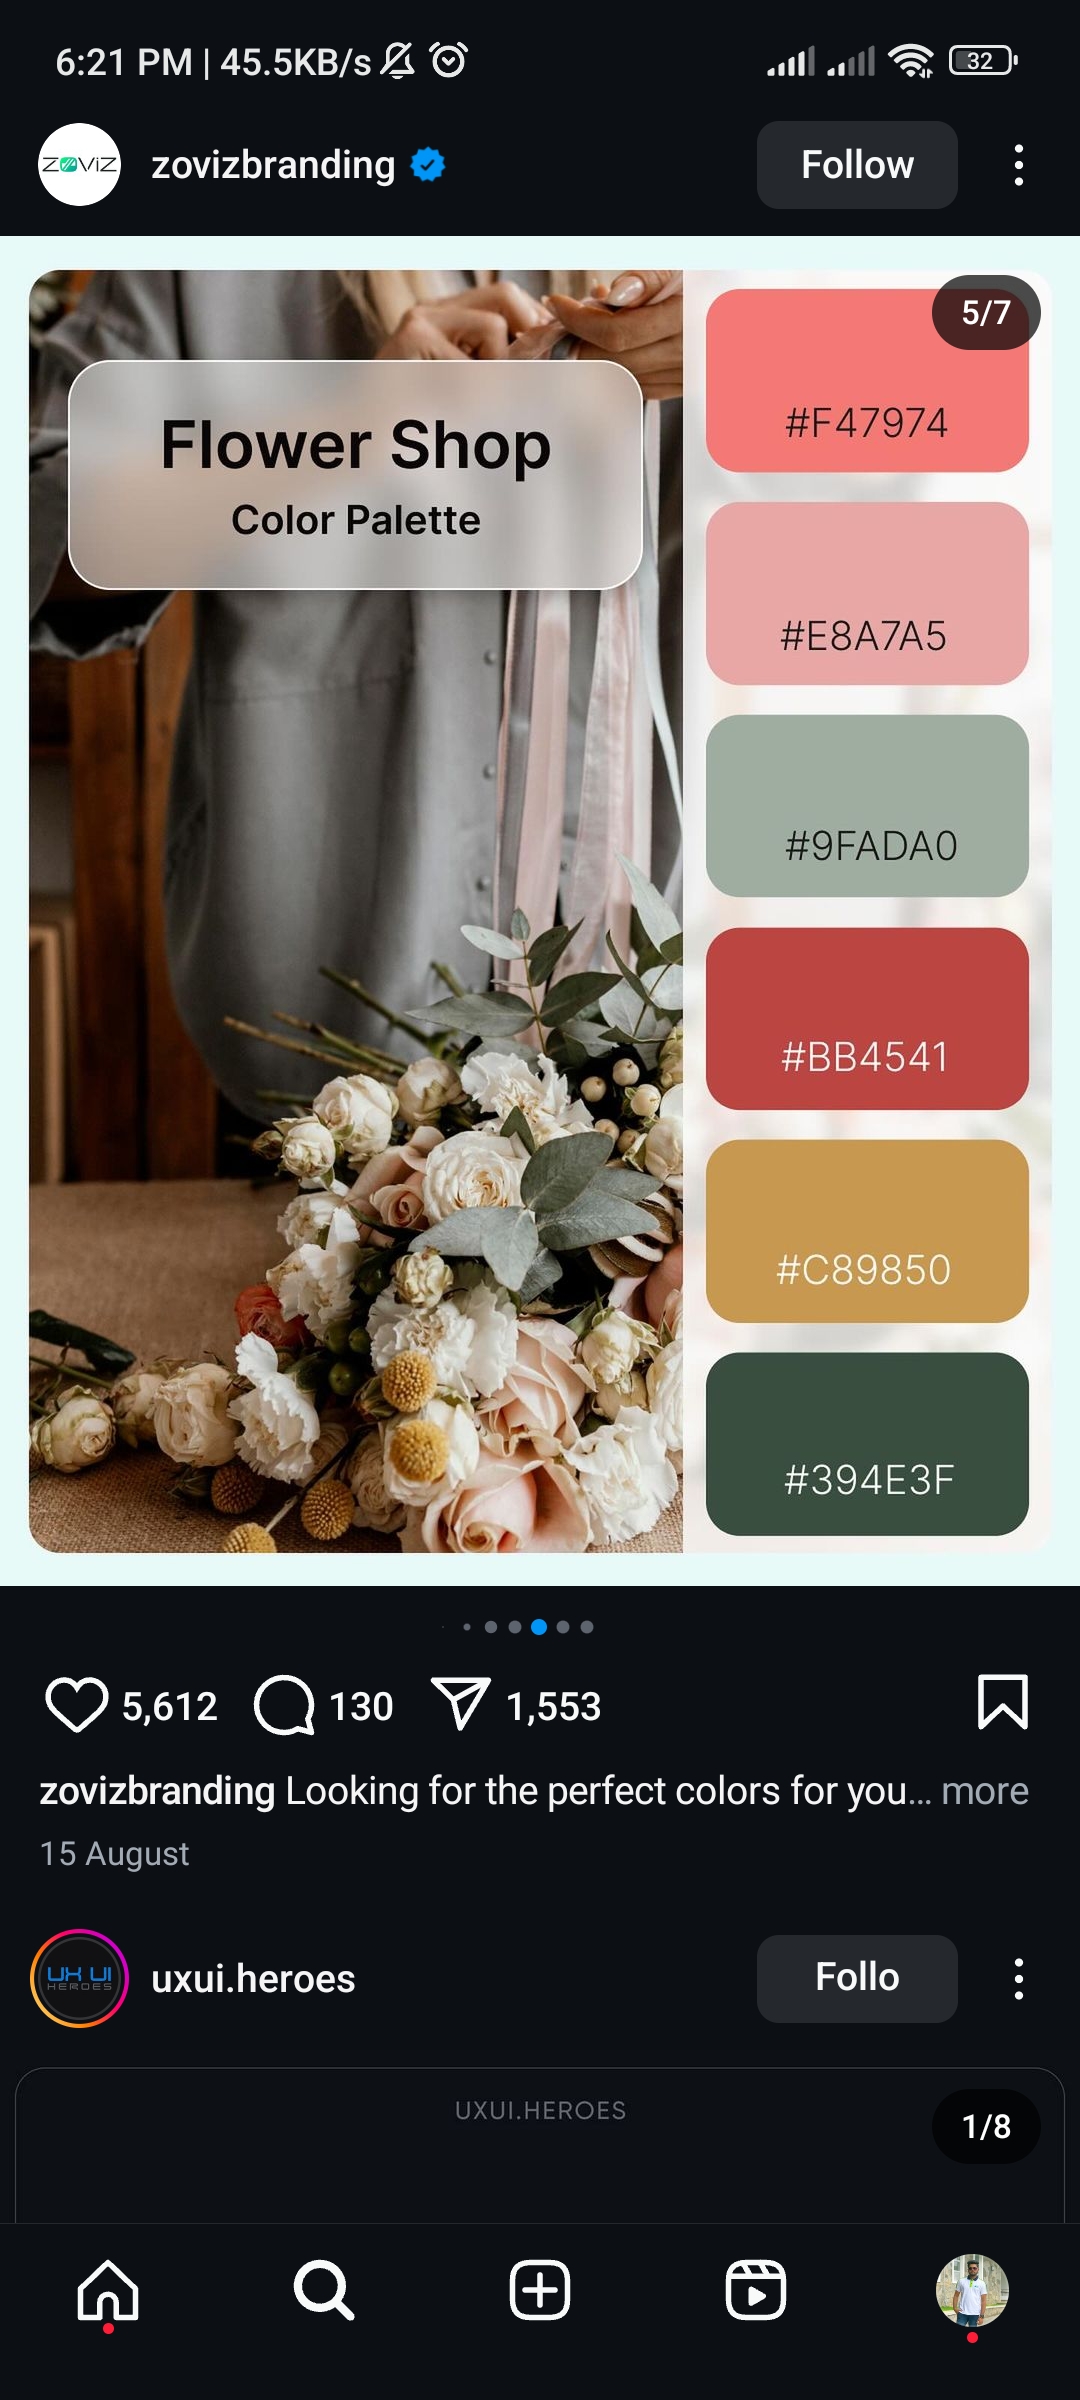 6:21 PM | 45.5KB/s
32
ZOViZ
zovizbranding
Follow
5/7
Flower Shop
Color Palette
#F47974
#E8A7A5
#9FADA0
#BB4541
#C89850
#394E3F
5,612
130
1,553
zovizbranding Looking for the perfect colors for you... more
15 August
UX UI
HEROES
uxui.heroes
Follo
UXUI.HEROES
1/8